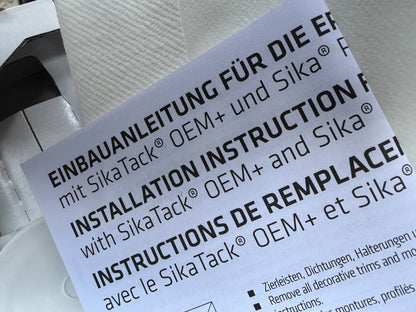 EINBAUANLEITUNG FÜR DIE
mit SikaTack® OEM+ und Sika®
INSTALLATION INSTRUCTION
with SikaTack® OEM+ and Sika®
INSTRUCTIONS DE
avec le SikaTack® OEM+ et Sika®
■ Zierleisten, Dichtungen, Halterungen
■ Remove all decorative trims and
instructions.
montures, profilés